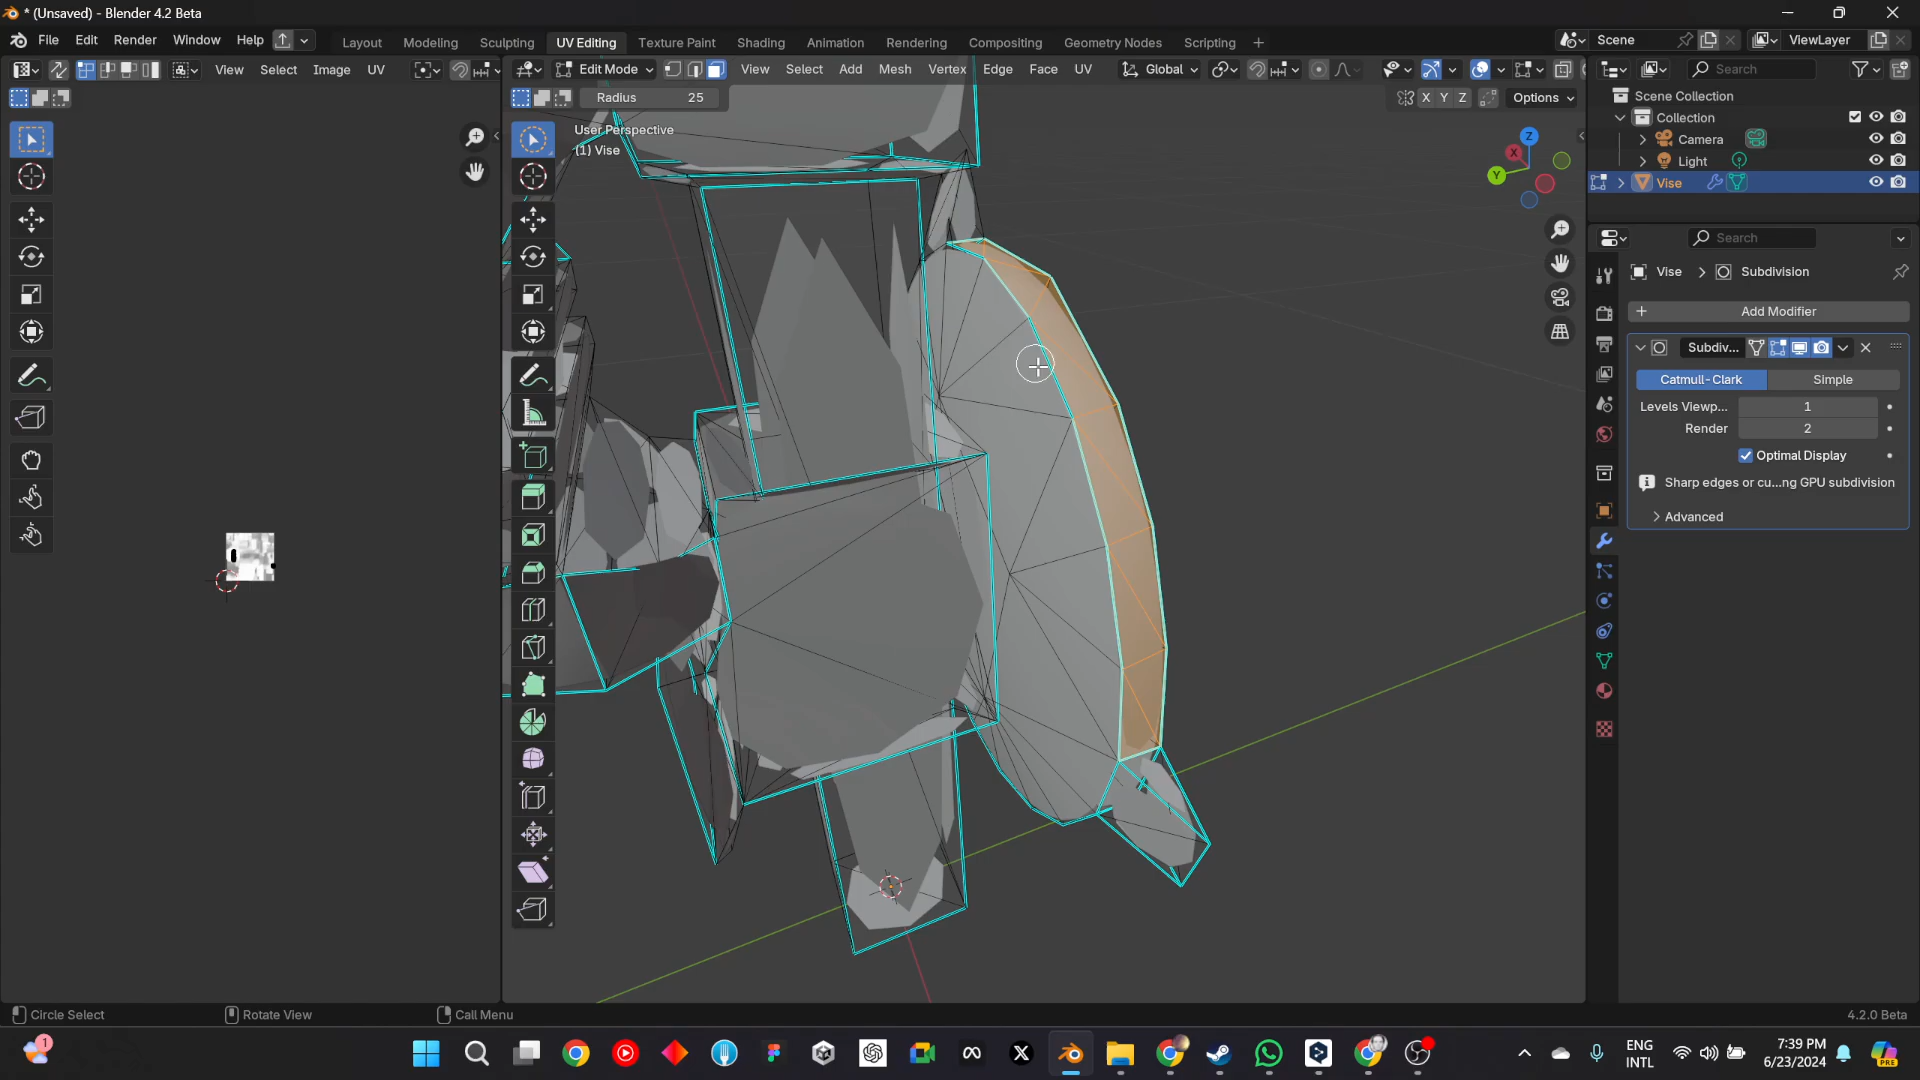 * (Unsaved) - Blender 4.2 Beta
File Edit Render Window Help Layout Modeling Sculpting UV Editing Texture Paint Shading Animation Rendering Compositing Geometry Nodes Scripting + Scene ViewLayer
View Select Image UV Edit Mode View Select Add Mesh Vertex Edge Face UV Global Search
Radius 25 X Y Z Options
Scene Collection
Collection
Camera
Light
Vise
User Perspective
(1) Vise
Z
X
Y
Search
Vise > Subdivision
+ Add Modifier
Subdiv...
Catmull-Clark Simple
Levels Viewp... 1
Render 2
Optimal Display
Sharp edges or cu...ng GPU subdivision
Advanced
Circle Select Rotate View Call Menu 4.2.0 Beta
1
ENG
INTL
7:39 PM
6/23/2024
PRE